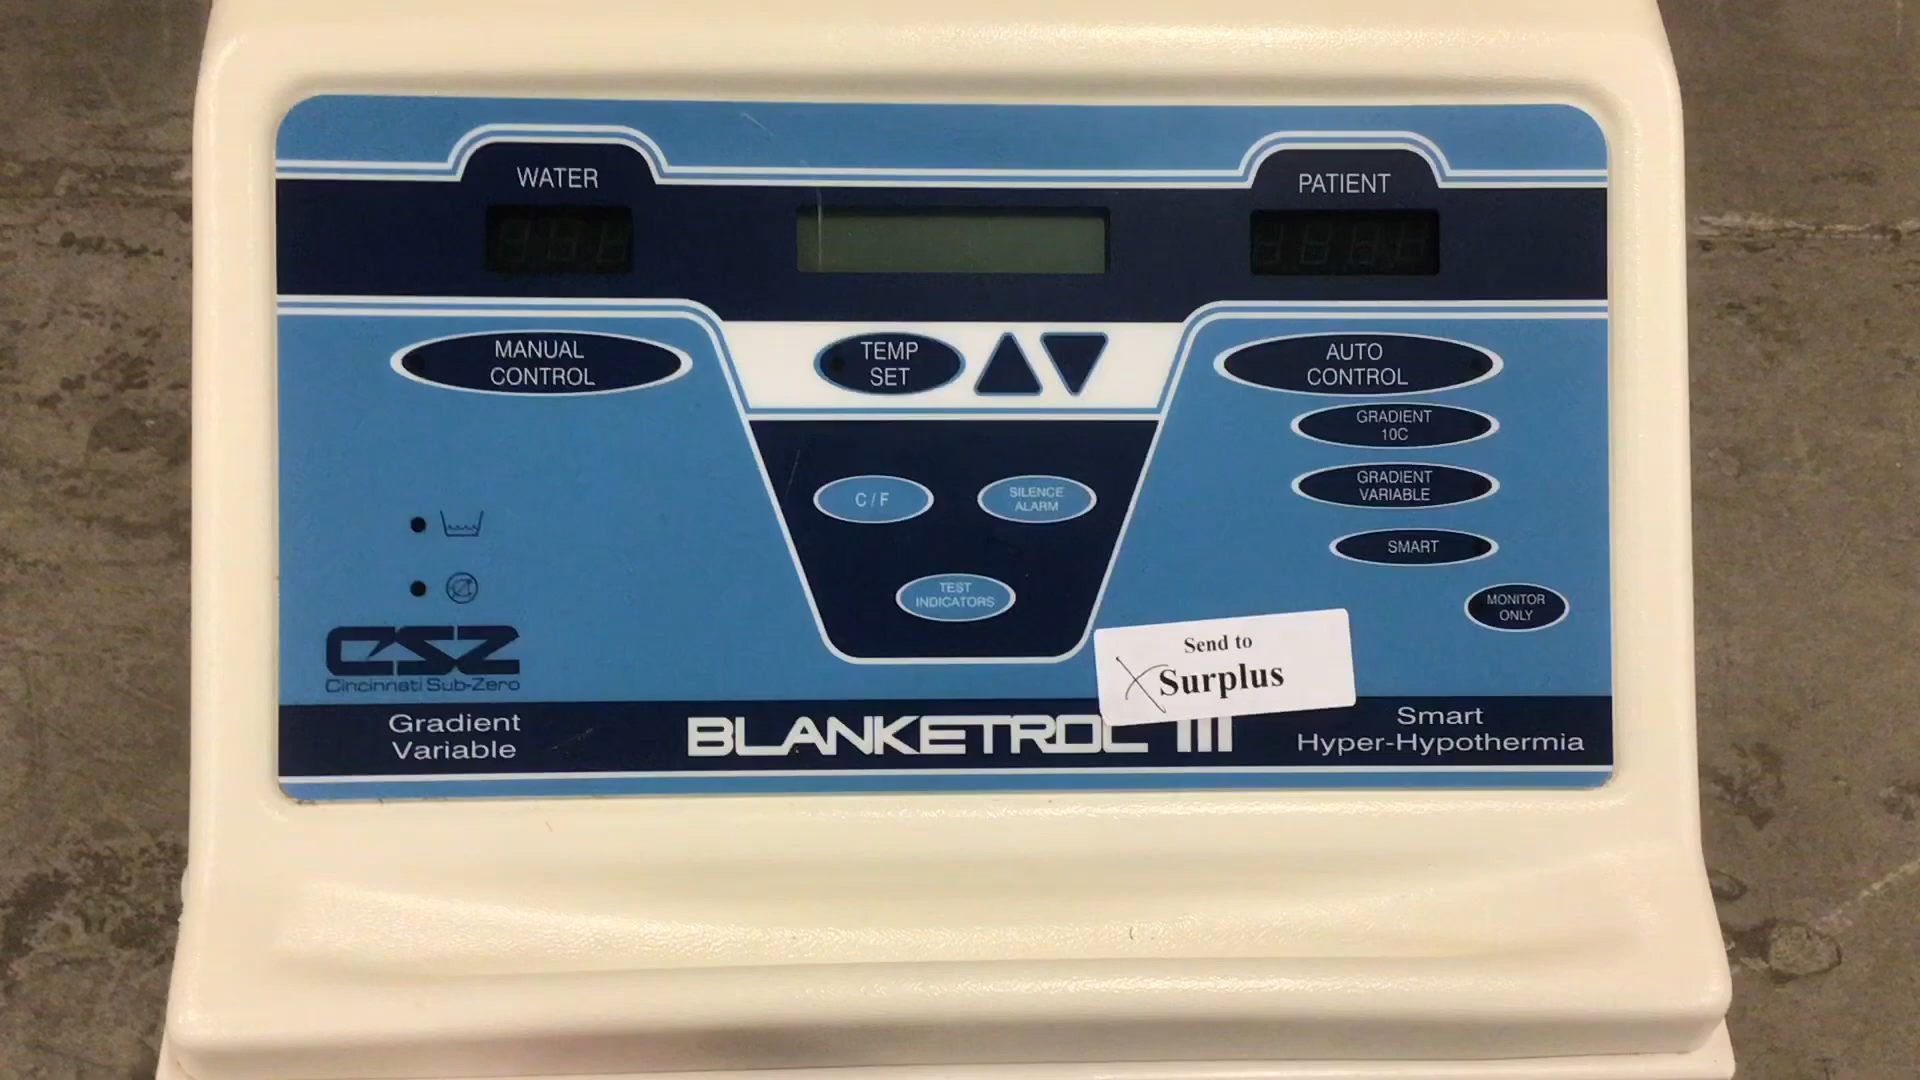 WATER
PATIENT
MANUAL
CONTROL
TEMP
SET
AUTO
CONTROL
GRADIENT
10C
GRADIENT
VARIABLE
C / F
SILENCE
ALARM
SMART
TEST
INDICATORS
MONITOR
ONLY
CSZ
Cincinnati Sub-Zero
Send to
Surplus
Gradient
Variable
BLANKETROL III
Smart
Hyper-Hypothermia